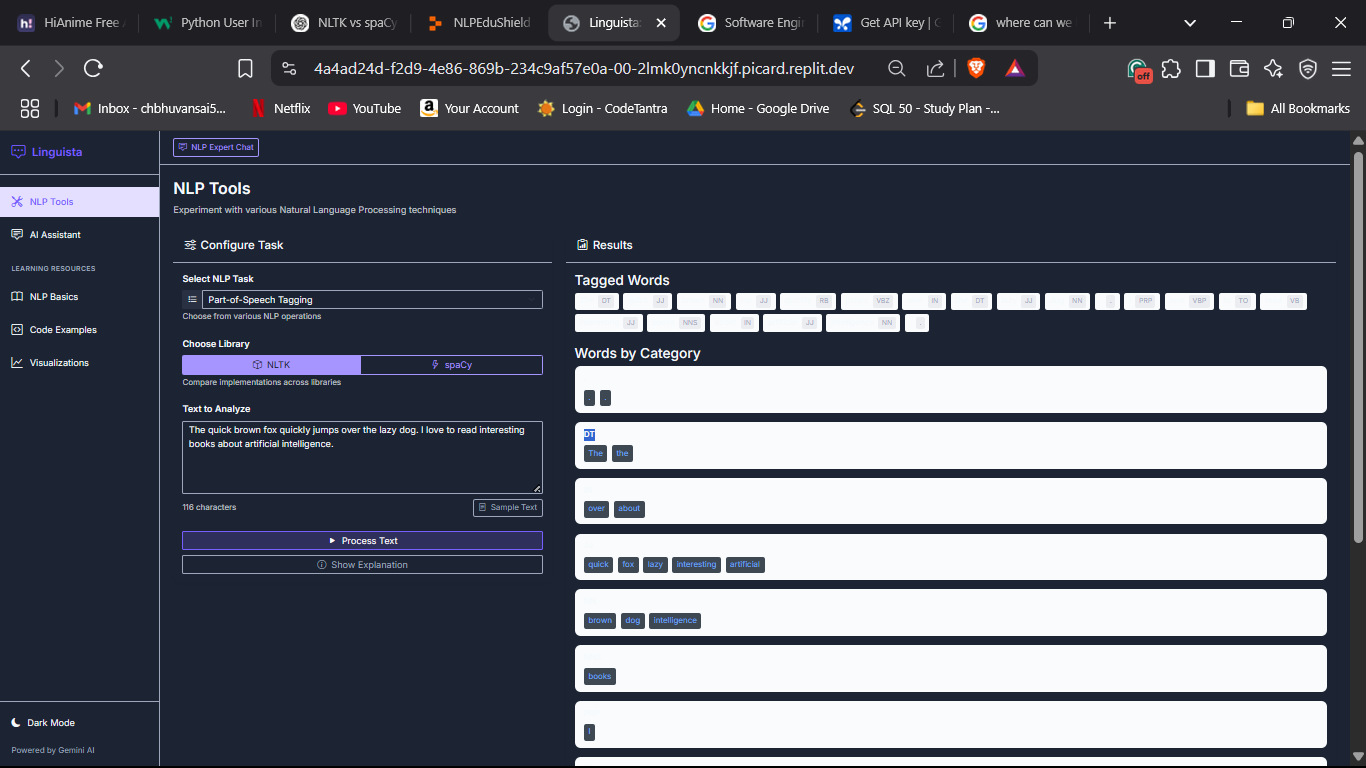 HiAnime Free
Python User In
NLTK vs spaCy
NLPEduShield
Linguista:
Software Engi
Get API key |
where can we
4a4ad24d-f2d9-4e86-869b-234c9af57e0a-00-2lmk0yncnkkjf.picard.replit.dev
off
Inbox - chbhuvansai5...
Netflix
YouTube
Your Account
Login - CodeTantra
Home - Google Drive
SQL 50 - Study Plan -...
All Bookmarks
Linguista
NLP Tools
AI Assistant
LEARNING RESOURCES
NLP Basics
Code Examples
Visualizations
Dark Mode
Powered by Gemini AI
NLP Expert Chat
NLP Tools
Experiment with various Natural Language Processing techniques
Configure Task
Select NLP Task
Part-of-Speech Tagging
Choose from various NLP operations
Choose Library
NLTK
spaCy
Compare implementations across libraries
Text to Analyze
The quick brown fox quickly jumps over the lazy dog. I love to read interesting
books about artificial intelligence.
116 characters
Sample Text
Process Text
Show Explanation
Results
Tagged Words
DT JJ NN JJ RB VBZ IN DT JJ NN . PRP VBP TO VB
JJ NNS IN JJ NN .
Words by Category
. .
DT
The the
over about
quick fox lazy interesting artificial
brown dog intelligence
books
I